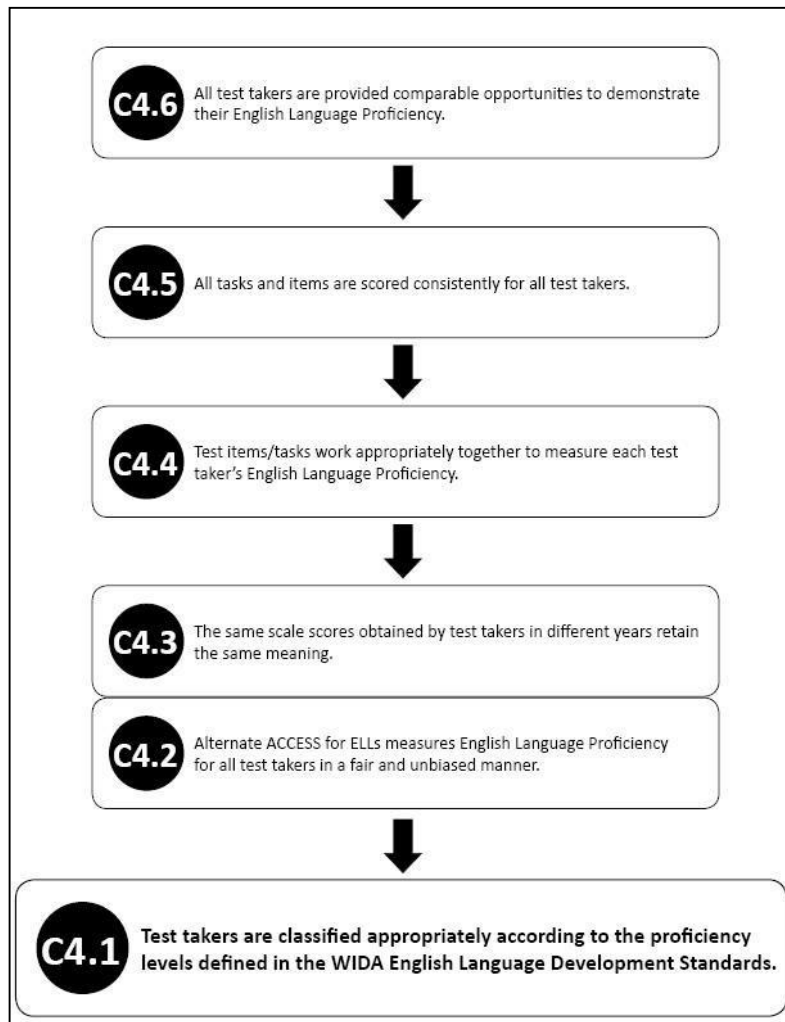 C4.6
All test takers are provided comparable opportunities to demonstrate
their English Language Proficiency.
C4.5
All tasks and items are scored consistently for all test takers.
C4.4
Test items/tasks work appropriately together to measure each test
taker's English Language Proficiency.
C4.3
The same scale scores obtained by test takers in different years retain
the same meaning.
C4.2
Alternate ACCESS for ELLs measures English Language Proficiency
for all test takers in a fair and unbiased manner.
C4.1
Test takers are classified appropriately according to the proficiency
levels defined in the WIDA English Language Development Standards.